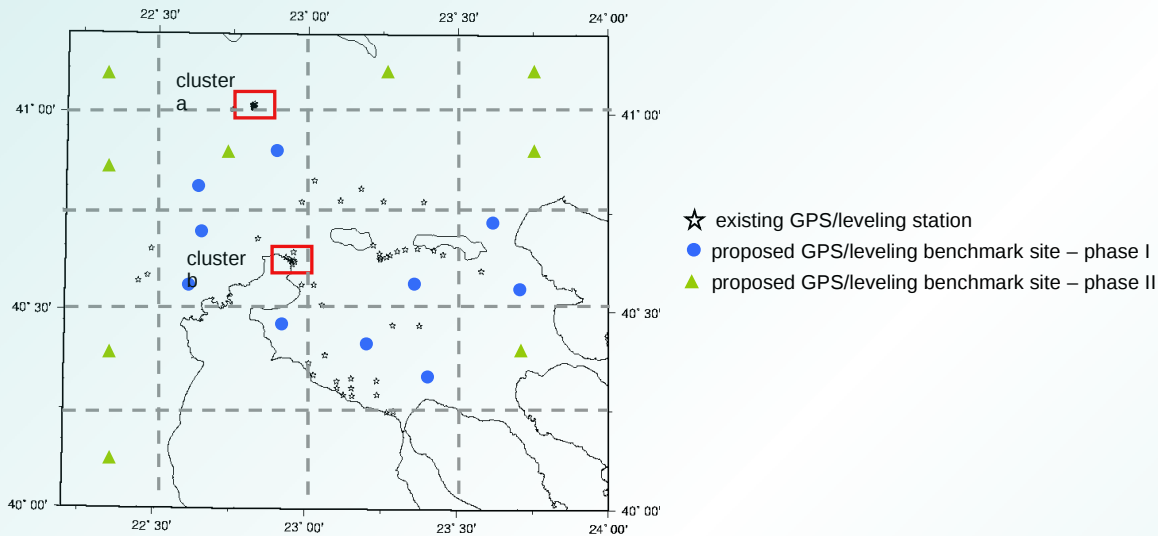 22° 30' 23° 00' 23° 30' 24° 00'
cluster
a
41° 00' 41° 00'
existing GPS/leveling station
proposed GPS/leveling benchmark site – phase I
cluster
b
proposed GPS/leveling benchmark site – phase II
40° 30' 40° 30'
40° 00' 40° 00'
22° 30' 23° 00' 23° 30' 24° 00'